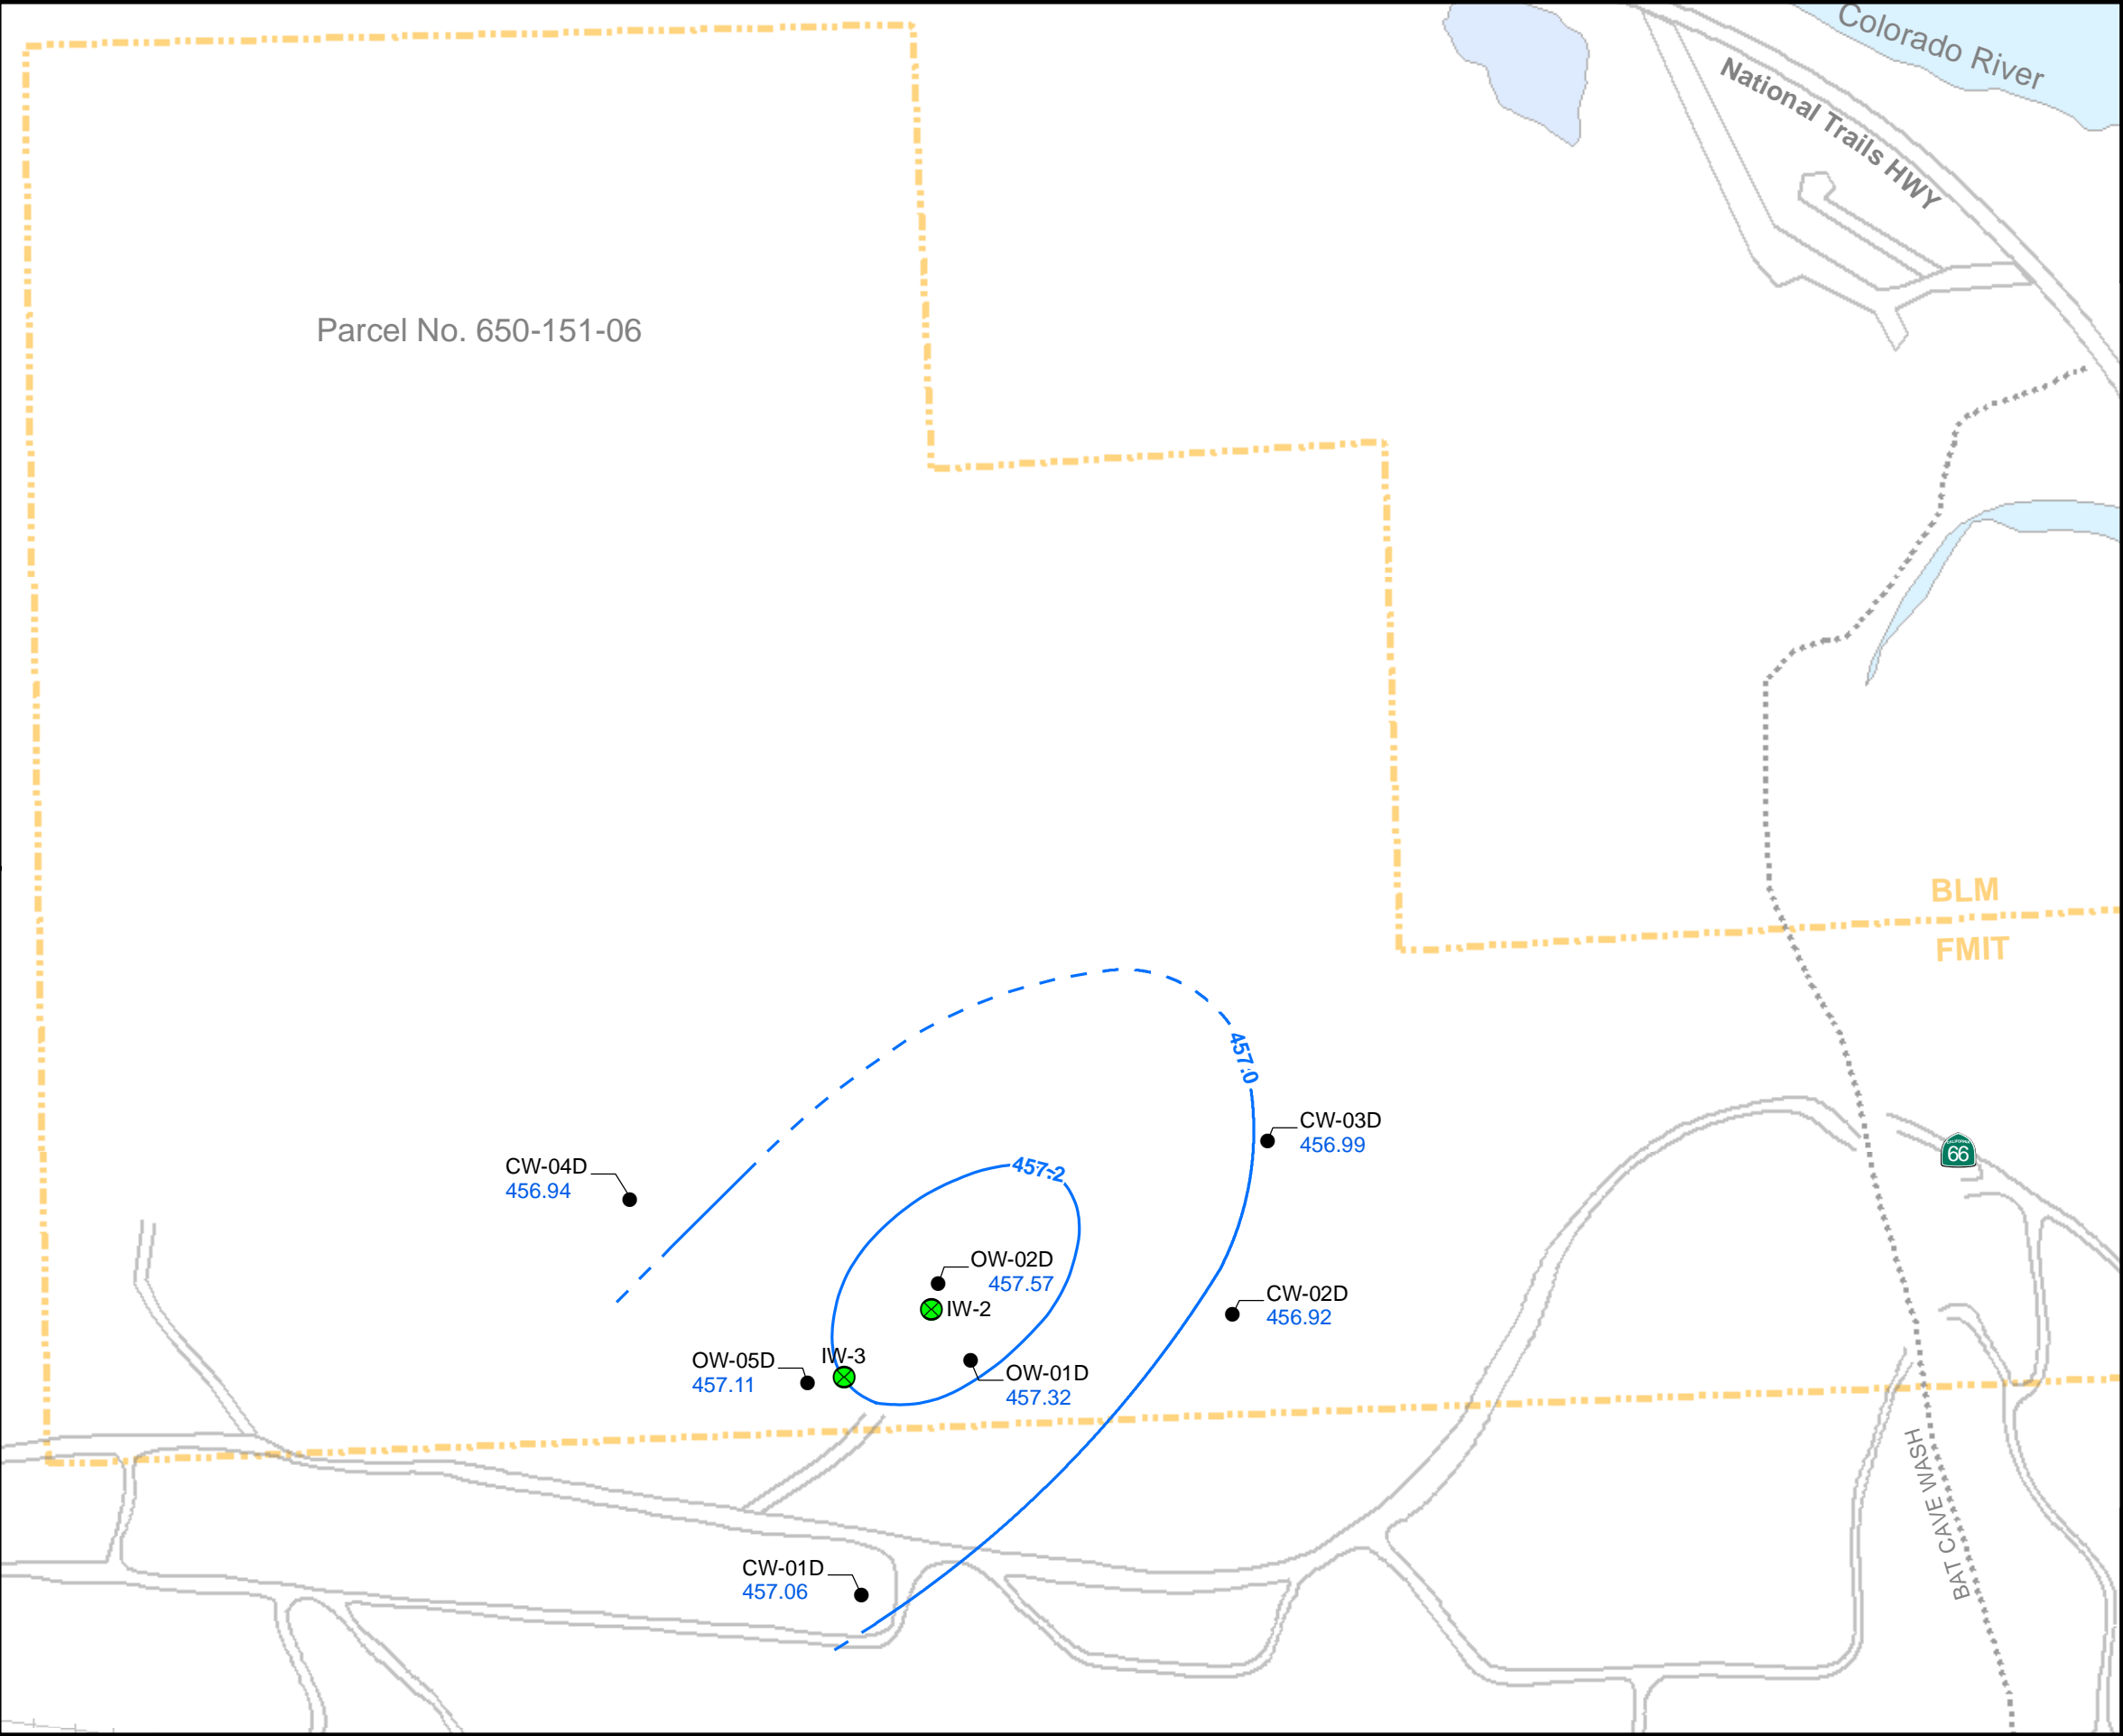 Colorado River
National Trails HWY
Parcel No. 650-151-06
BLM
FMIT
457.0
CW-03D
456.99
CALIFORNIA
66
CW-04D
456.94
457.2
OW-02D
457.57
IW-2
CW-02D
456.92
OW-05D
457.11
IW-3
OW-01D
457.32
BAT CAVE WASH
CW-01D
457.06